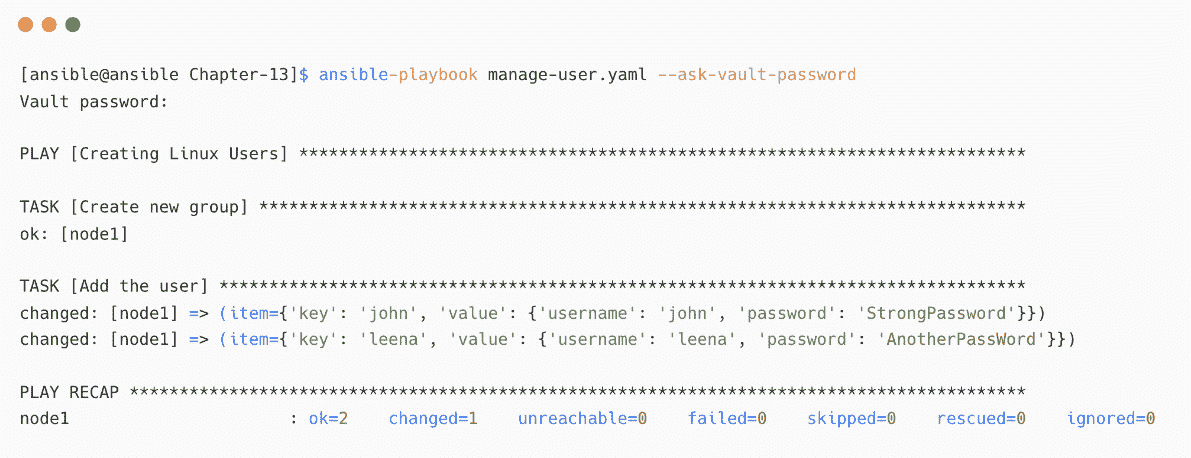 [ansible@ansible Chapter-13]$ ansible-playbook manage-user.yaml --ask-vault-password
Vault password:
PLAY [Creating Linux Users] *************************************************************************
TASK [Create new group] *****************************************************************************
ok: [node1]
TASK [Add the user] *********************************************************************************
changed: [node1] => (item={'key': 'john', 'value': {'username': 'john', 'password': 'StrongPassword'}})
changed: [node1] => (item={'key': 'leena', 'value': {'username': 'leena', 'password': 'AnotherPassWord'}})
PLAY RECAP ******************************************************************************************
node1                      : ok=2    changed=1    unreachable=0    failed=0    skipped=0    rescued=0    ignored=0